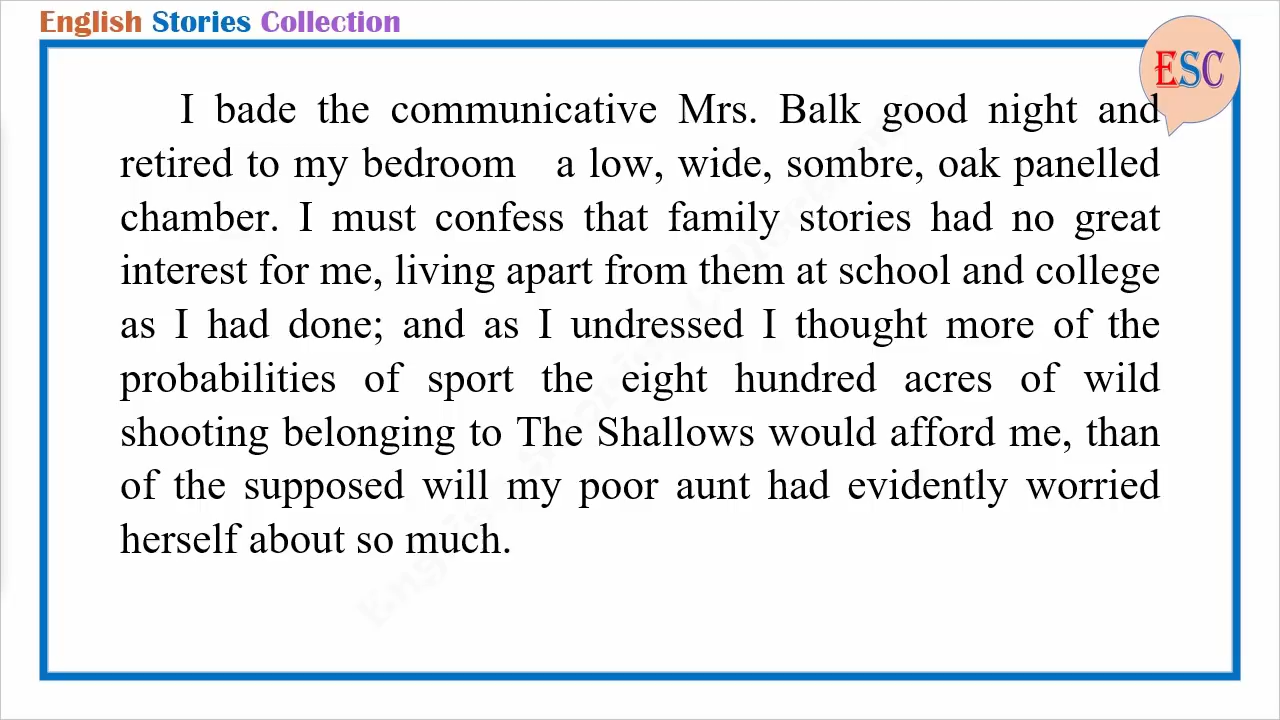 English Stories Collection
ESC
I bade the communicative Mrs. Balk good night and
retired to my bedroom a low, wide, sombre, oak panelled
chamber. I must confess that family stories had no great
interest for me, living apart from them at school and college
as I had done; and as I undressed I thought more of the
probabilities of sport the eight hundred acres of wild
shooting belonging to The Shallows would afford me, than
of the supposed will my poor aunt had evidently worried
herself about so much.